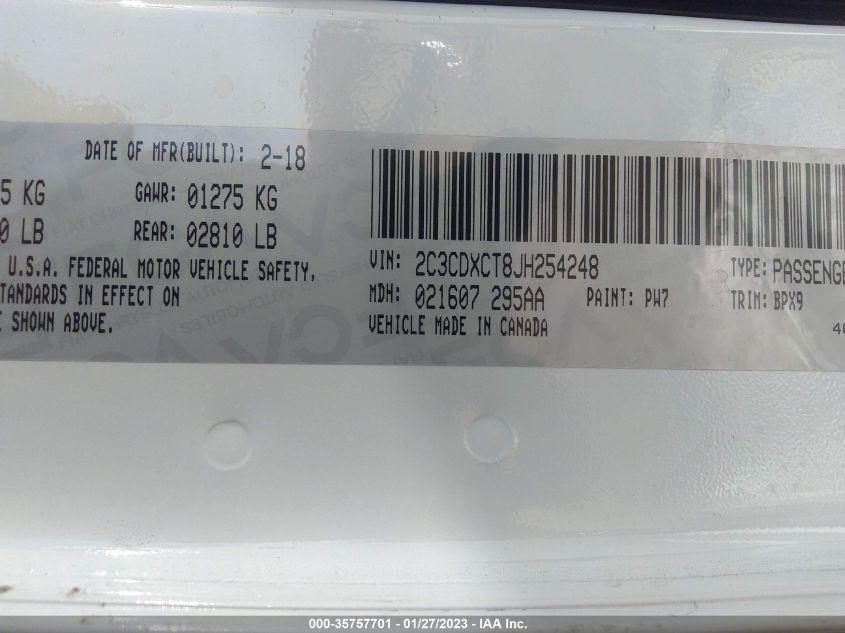 DATE OF MFR(BUILT): 2-18
5 KG GAWR: 01275 KG
0 LB REAR: 02810 LB
U.S.A. FEDERAL MOTOR VEHICLE SAFETY,
STANDARDS IN EFFECT ON
E SHOWN ABOVE.
VIN: 2C3CDXCT8JH254248 TYPE: PASSENGE
MDH: 021607 295AA PAINT: PW7 TRIM: BPX9
VEHICLE MADE IN CANADA 40
000-35757701 - 01/27/2023 - IAA Inc.